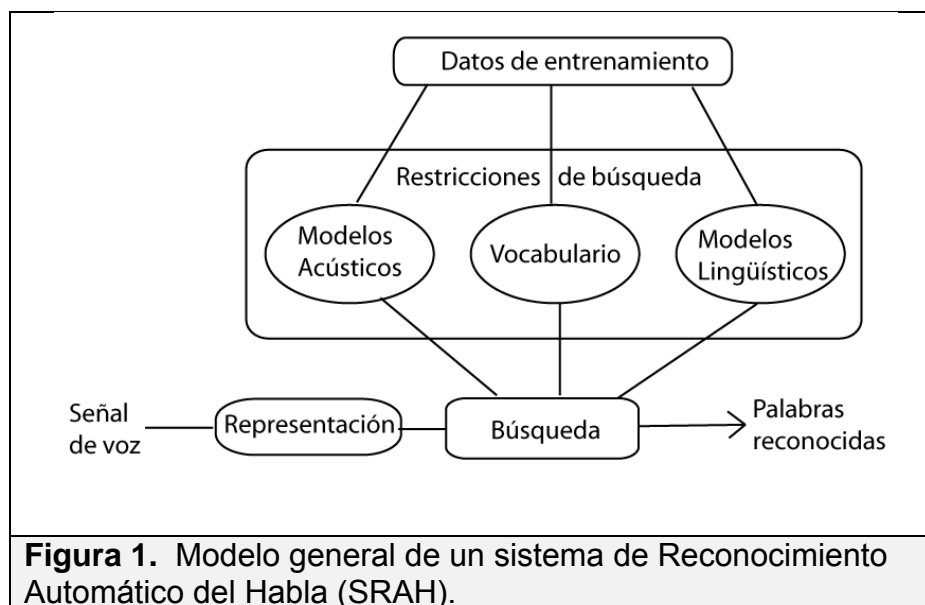 Datos de entrenamiento
Restricciones de búsqueda
Modelos
Acústicos
Vocabulario
Modelos
Lingüísticos
Señal
de voz
Representación
Búsqueda
Palabras
reconocidas
Figura 1. Modelo general de un sistema de Reconocimiento
Automático del Habla (SRAH).